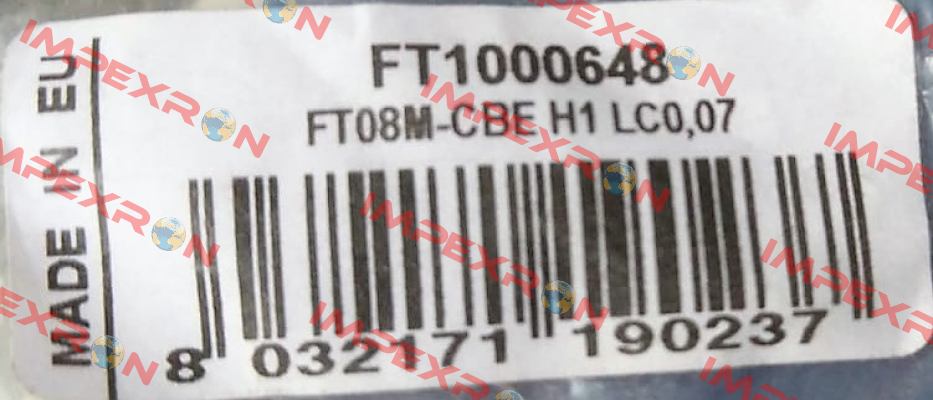 MADE IN EU
FT1000648
FT08M-CBE H1 LC0,07
8 032171 190237
IMPEXRON
IMPEXRON
IMPEXRON
IMPEXRON
IMPEXRON
IMPEXRON
IMPEXRON
IMPEXRON
IMPEXRON